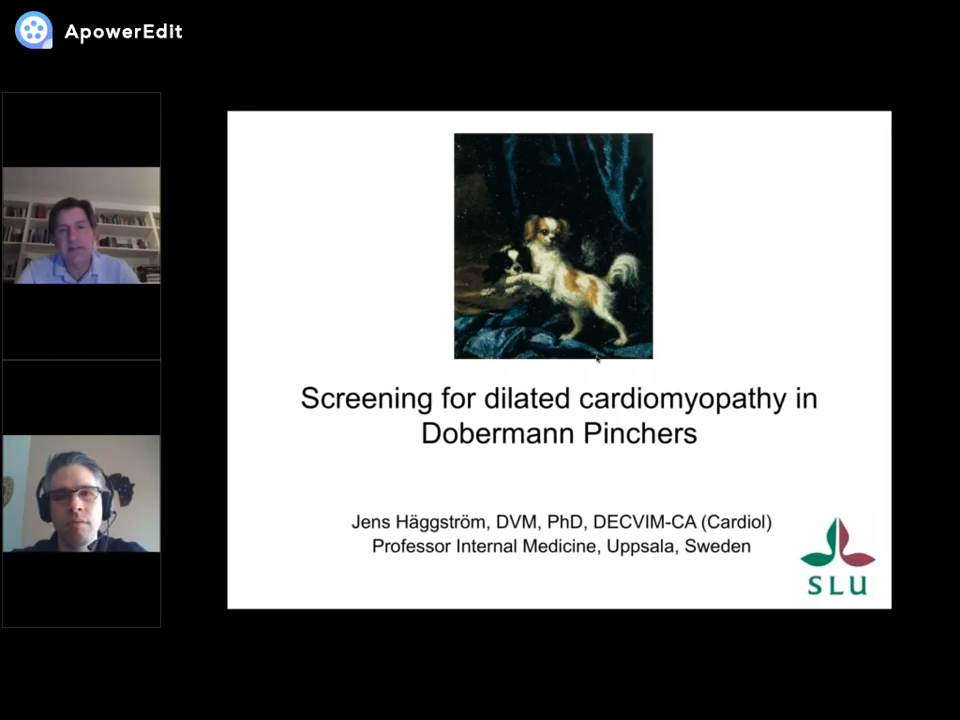 ApowerEdit
Screening for dilated cardiomyopathy in
Dobermann Pinchers
Jens Häggström, DVM, PhD, DECVIM-CA (Cardiol)
Professor Internal Medicine, Uppsala, Sweden
SLU